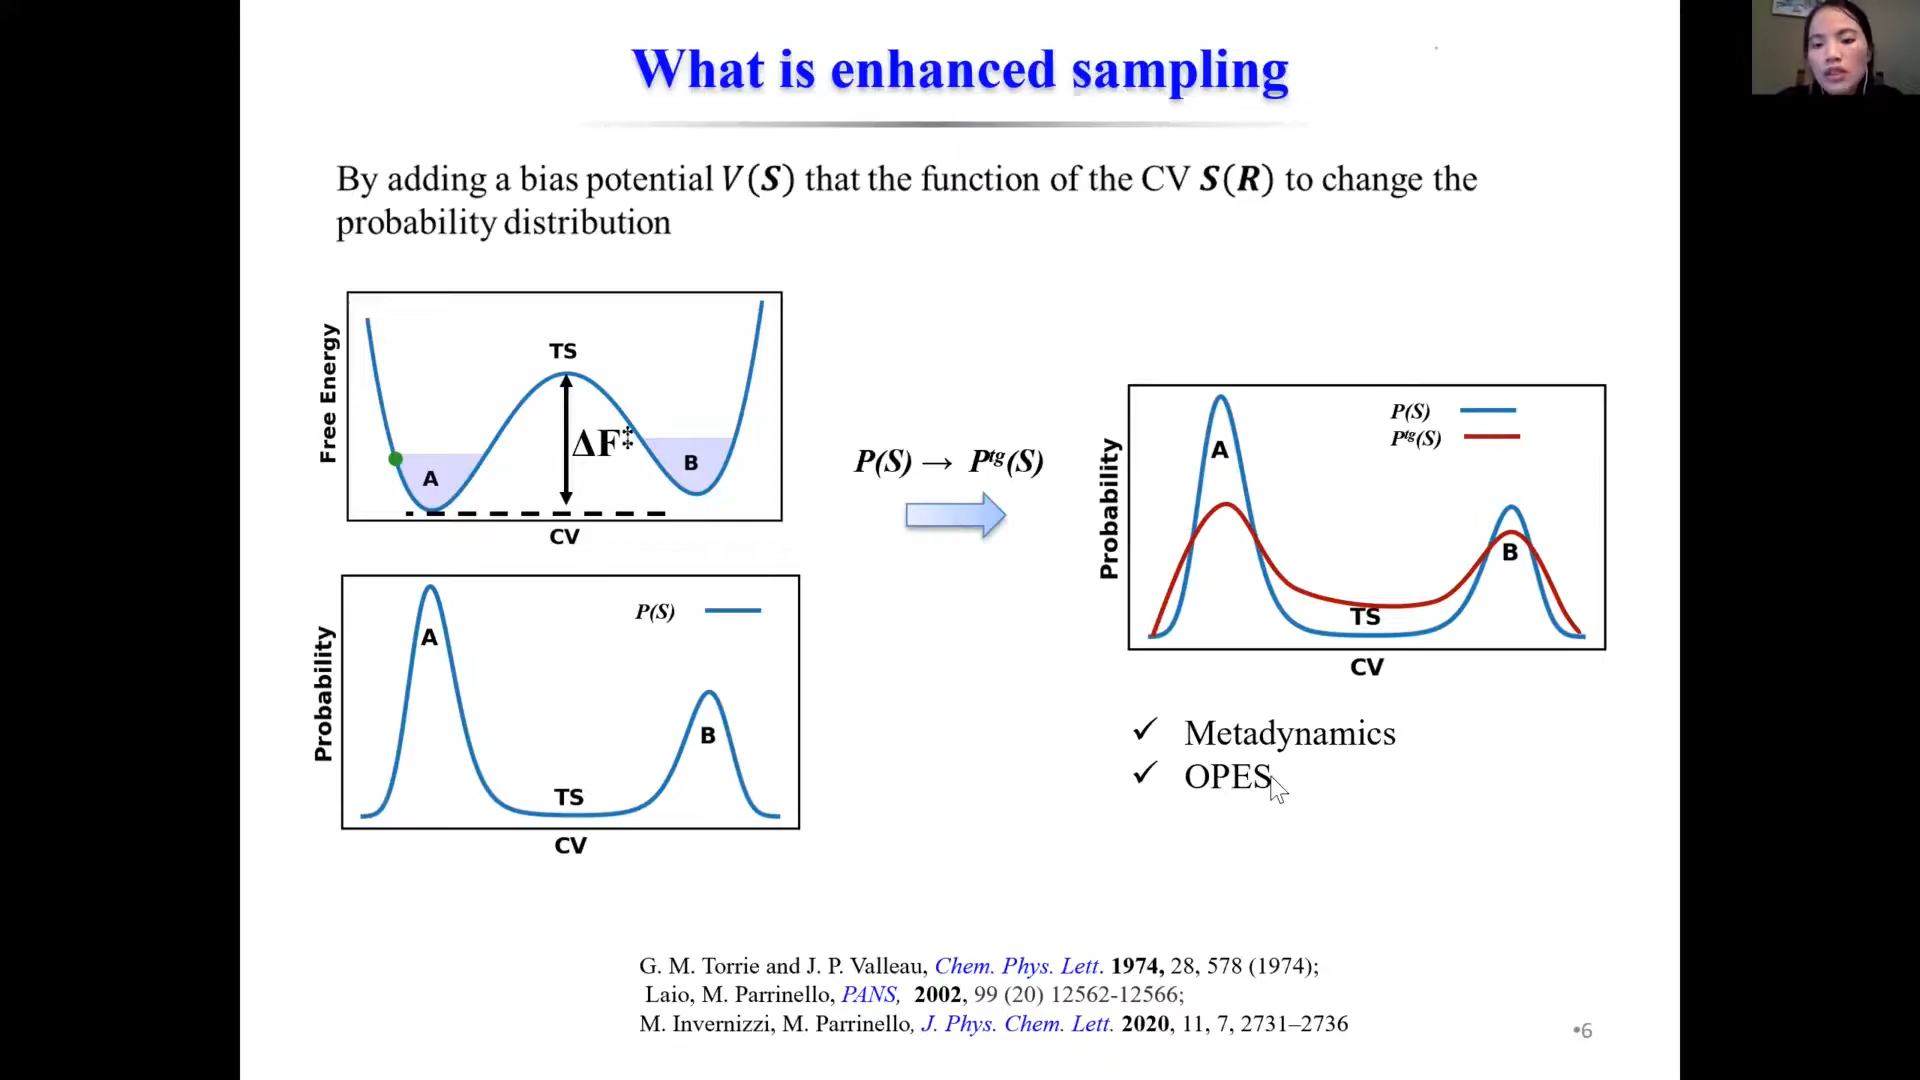 What is enhanced sampling
By adding a bias potential V(S) that the function of the CV S(R) to change the
probability distribution
Free Energy
TS
ΔF‡
A
B
CV
P(S) → Pᵗᵍ(S)
Probability
P(S)
A
B
TS
CV
Probability
P(S)
Pᵗᵍ(S)
A
B
TS
CV
✓ Metadynamics
✓ OPES
G. M. Torrie and J. P. Valleau, Chem. Phys. Lett. 1974, 28, 578 (1974);
Laio, M. Parrinello, PANS, 2002, 99 (20) 12562-12566;
M. Invernizzi, M. Parrinello, J. Phys. Chem. Lett. 2020, 11, 7, 2731–2736
•6